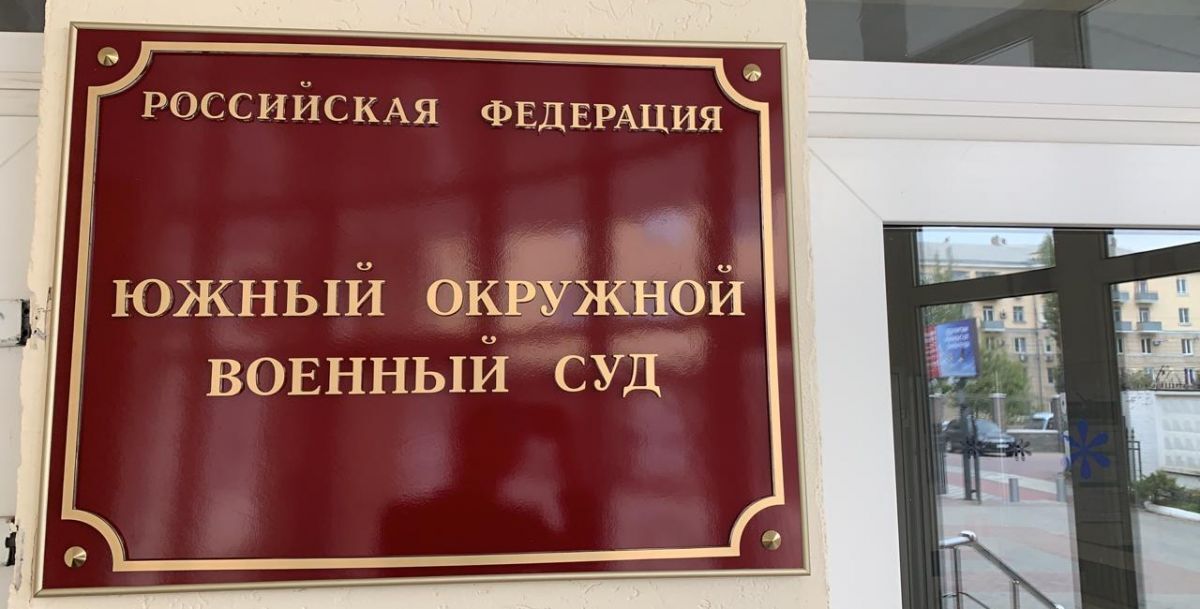 РОССИЙСКАЯ ФЕДЕРАЦИЯ
ЮЖНЫЙ ОКРУЖНОЙ
ВОЕННЫЙ СУД